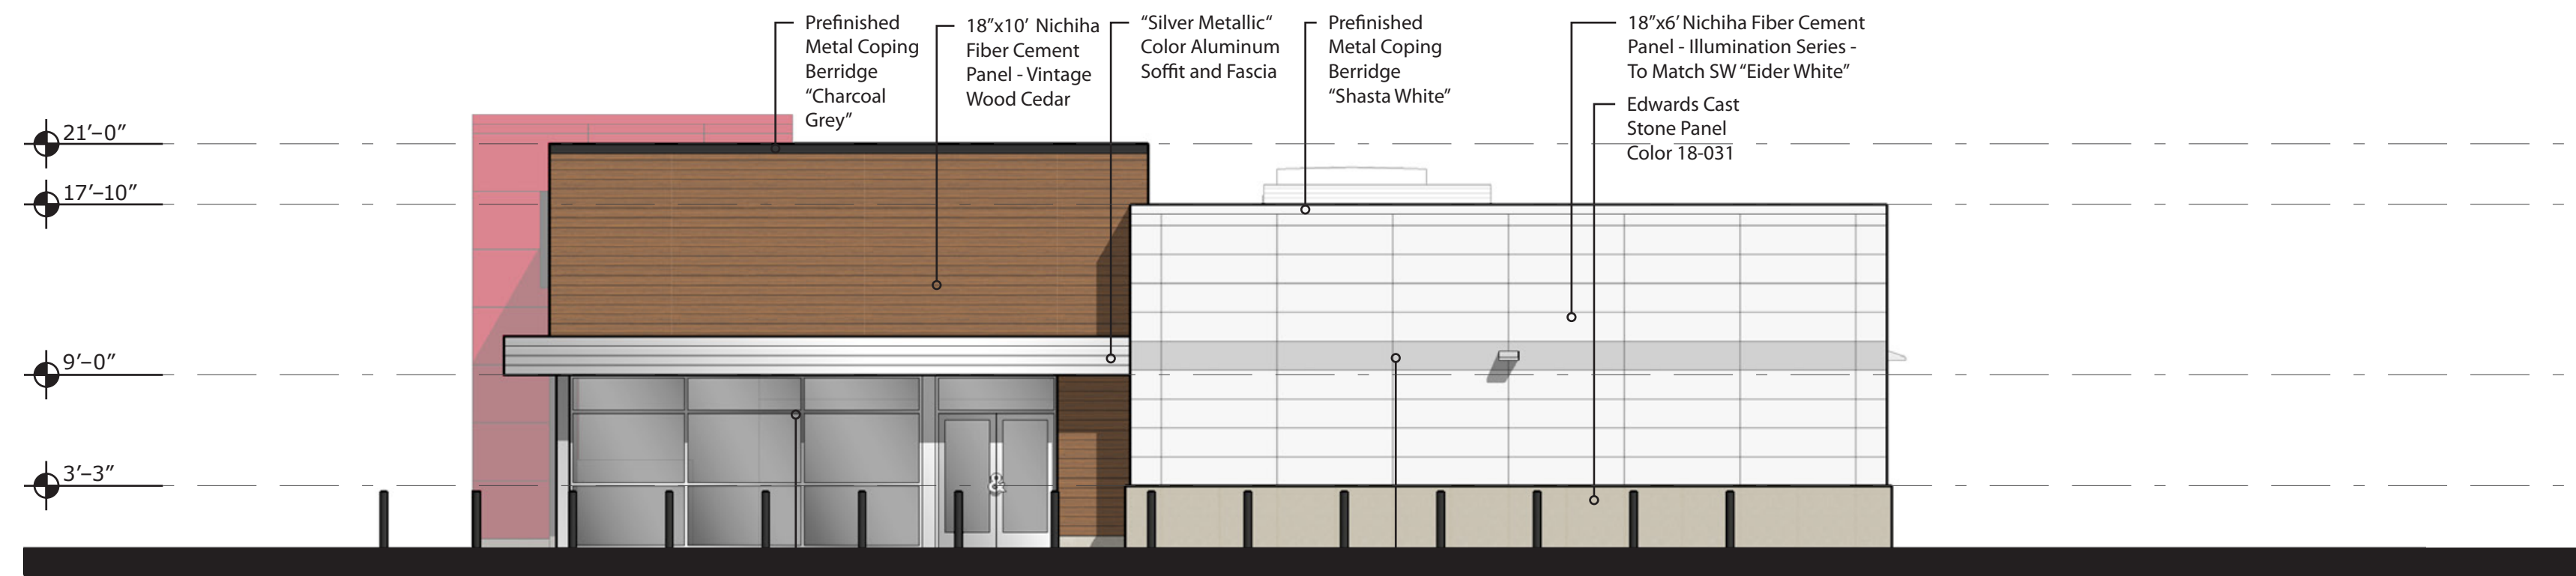 Prefinished
Metal Coping
Berridge
“Charcoal
Grey”
18”x10’ Nichiha
Fiber Cement
Panel - Vintage
Wood Cedar
“Silver Metallic“
Color Aluminum
Soffit and Fascia
Prefinished
Metal Coping
Berridge
“Shasta White”
18”x6’ Nichiha Fiber Cement
Panel - Illumination Series -
To Match SW “Eider White”
Edwards Cast
Stone Panel
Color 18-031
21’–0”
17’–10”
9’–0”
3’–3”